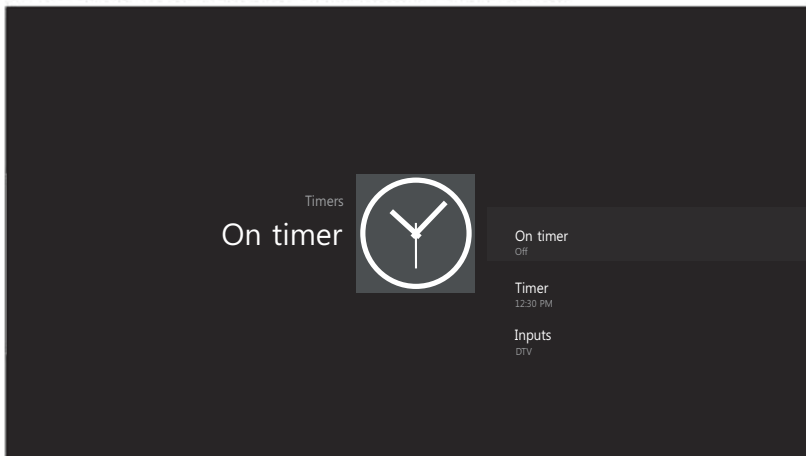 Timers
On timer
On timer
Off
Timer
12:30 PM
Inputs
DTV